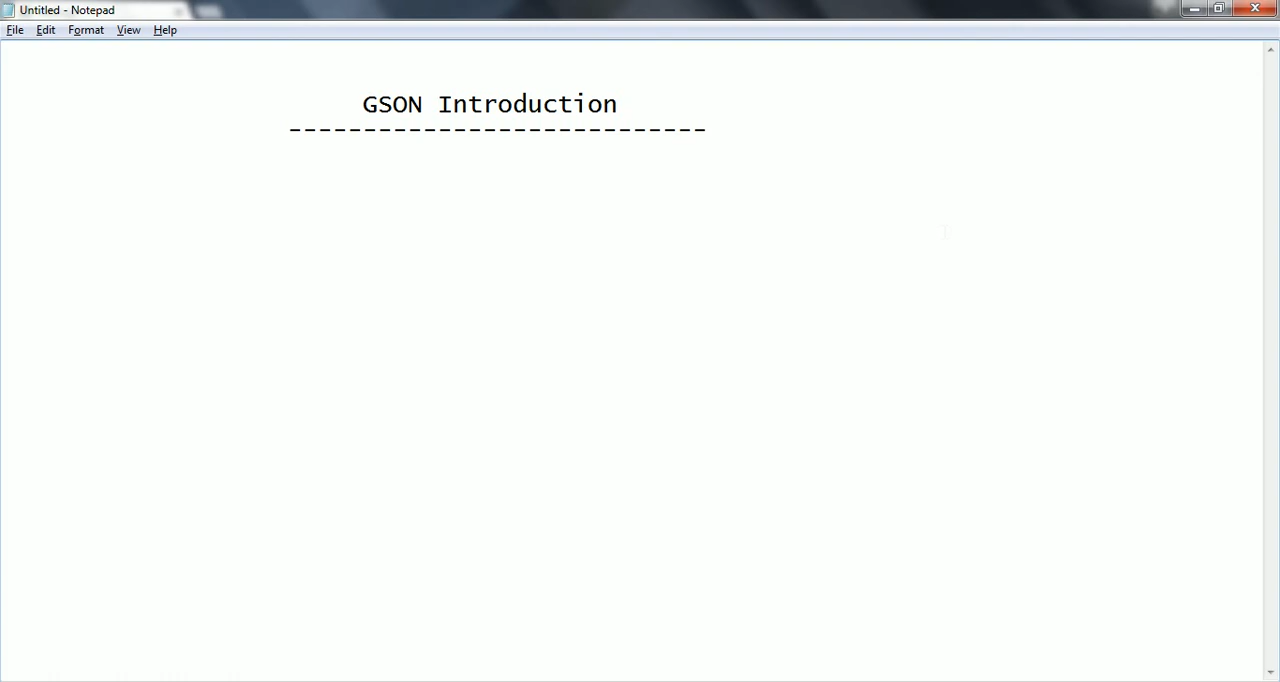 Untitled - Notepad
File Edit Format View Help
GSON Introduction
----------------------------